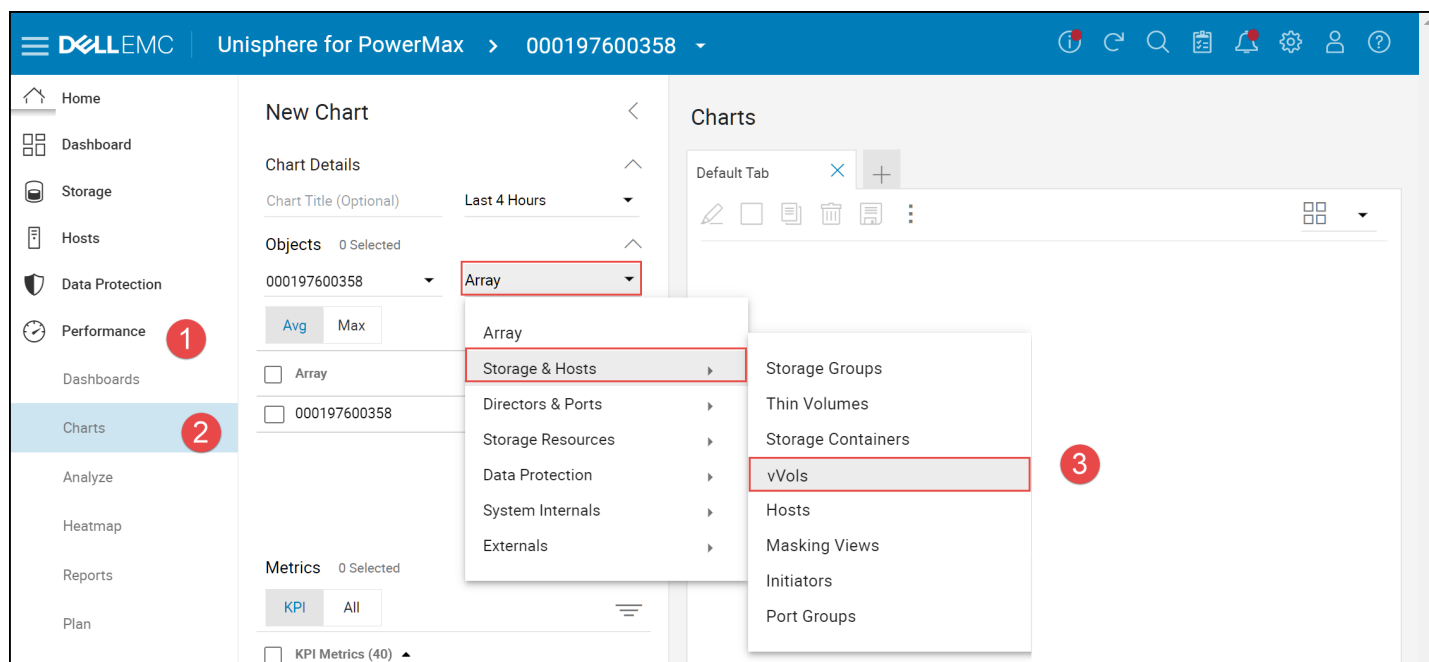 DELLEMC
Unisphere for PowerMax > 000197600358
Home
Dashboard
Storage
Hosts
Data Protection
Performance
1
Dashboards
Charts
2
Analyze
Heatmap
Reports
Plan
New Chart
Chart Details
Chart Title (Optional) Last 4 Hours
Objects 0 Selected
000197600358 Array
Avg Max
Array
000197600358
Metrics 0 Selected
KPI All
KPI Metrics (40)
Array
Storage & Hosts
Directors & Ports
Storage Resources
Data Protection
System Internals
Externals
Storage Groups
Thin Volumes
Storage Containers
vVols
3
Hosts
Masking Views
Initiators
Port Groups
Charts
Default Tab